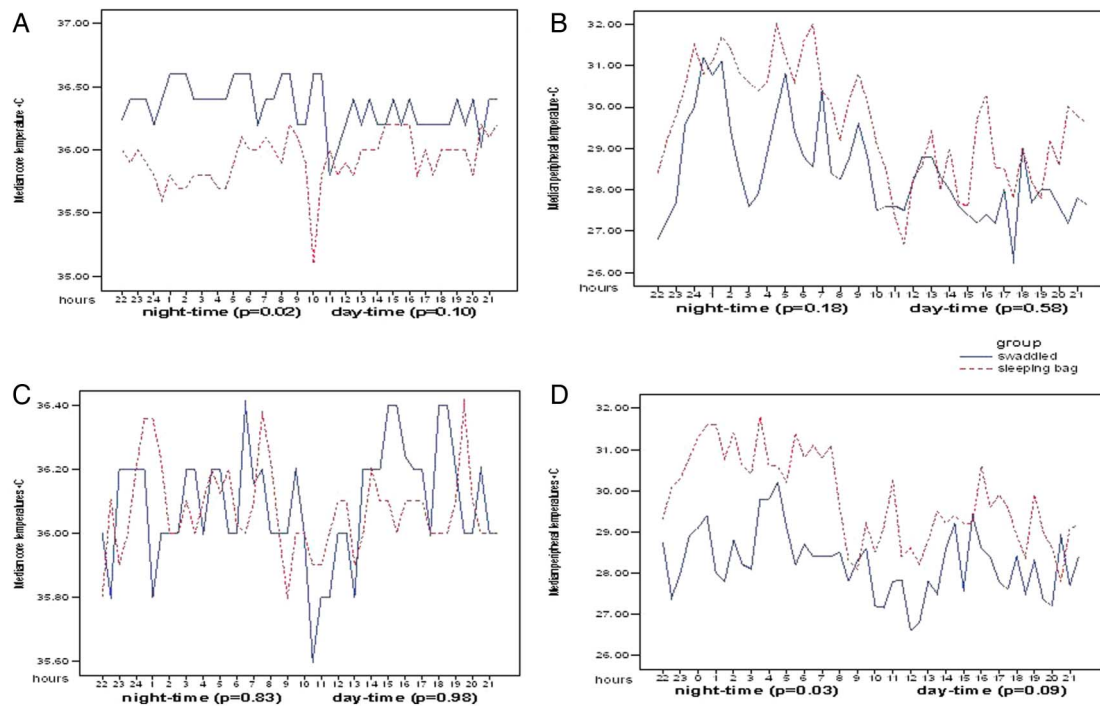 A
Median core temperature •C
37.00
36.50
36.00
35.50
35.00
hours
22 23 24 1 2 3 4 5 6 7 8 9 10 11 12 13 14 15 16 17 18 19 20 21
night-time (p=0.02) day-time (p=0.10)
B
Median peripheral temperature •C
32.00
31.00
30.00
29.00
28.00
27.00
26.00
hours
22 23 24 1 2 3 4 5 6 7 8 9 10 11 12 13 14 15 16 17 18 19 20 21
night-time (p=0.18) day-time (p=0.58)
group
swaddled
sleeping bag
C
Median core temperatures •C
36.40
36.20
36.00
35.80
35.60
hours
22 23 24 1 2 3 4 5 6 7 8 9 10 11 12 13 14 15 16 17 18 19 20 21
night-time (p=0.83) day-time (p=0.98)
D
Median peripheral temperatures •C
32.00
31.00
30.00
29.00
28.00
27.00
26.00
hours
22 23 0 1 2 3 4 5 6 7 8 9 10 11 12 13 14 15 16 17 18 19 20 21
night-time (p=0.03) day-time (p=0.09)